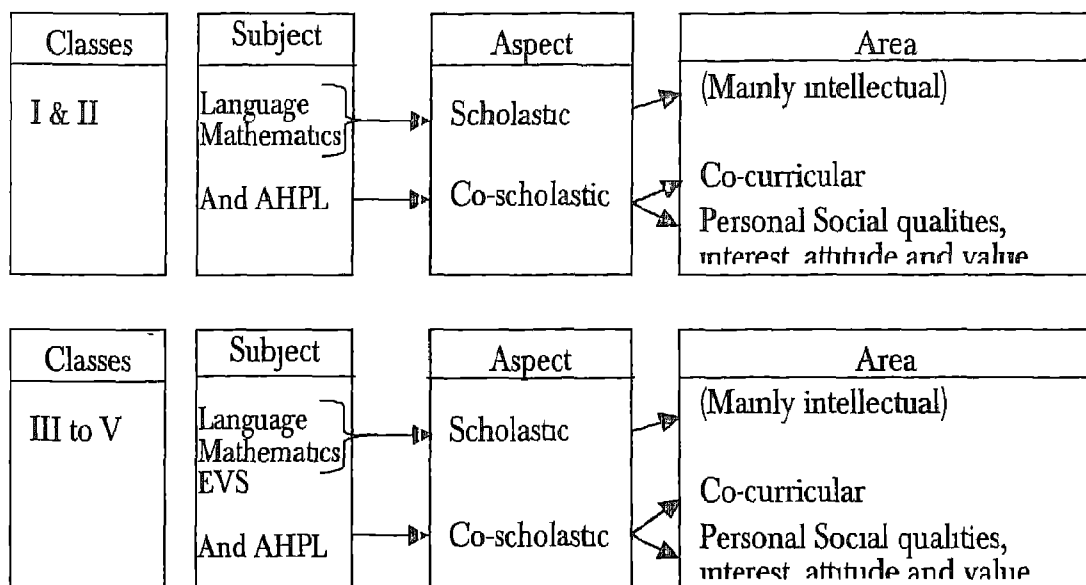 Classes Subject Aspect Area
I & II
Language
Mathematics
Scholastic
(Mainly intellectual)
And AHPL
Co-scholastic
Co-curricular
Personal Social qualities,
interest, attitude and value
Classes Subject Aspect Area
III to V
Language
Mathematics
EVS
Scholastic
(Mainly intellectual)
And AHPL
Co-scholastic
Co-curricular
Personal Social qualities,
interest, attitude and value